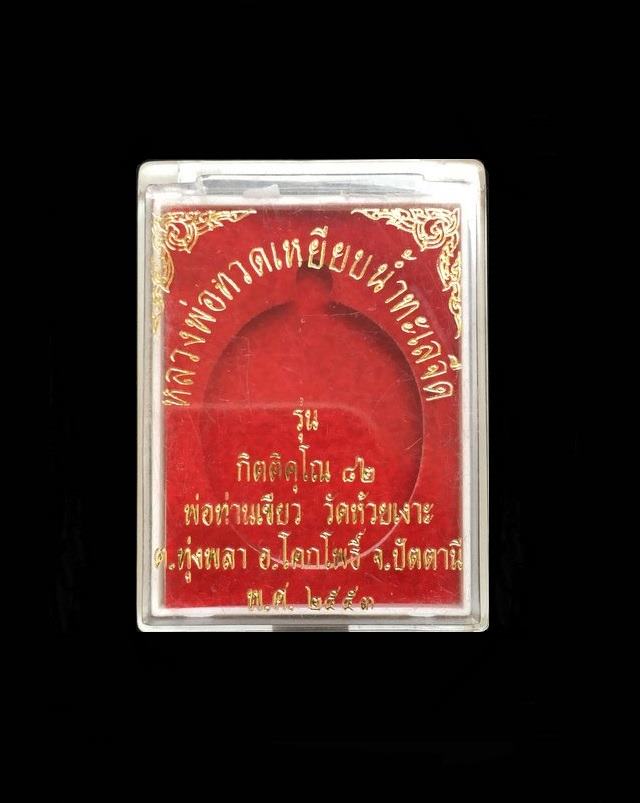 หลวงพ่อทวดเหยียบน้ำทะเลจืด
รุ่น
กิตติคุโณ ๘๒
พ่อท่านเขียว วัดห้วยเงาะ
ต.ทุ่งพลา อ.โคกโพธิ์ จ.ปัตตานี
พ.ศ. ๒๕๕๓